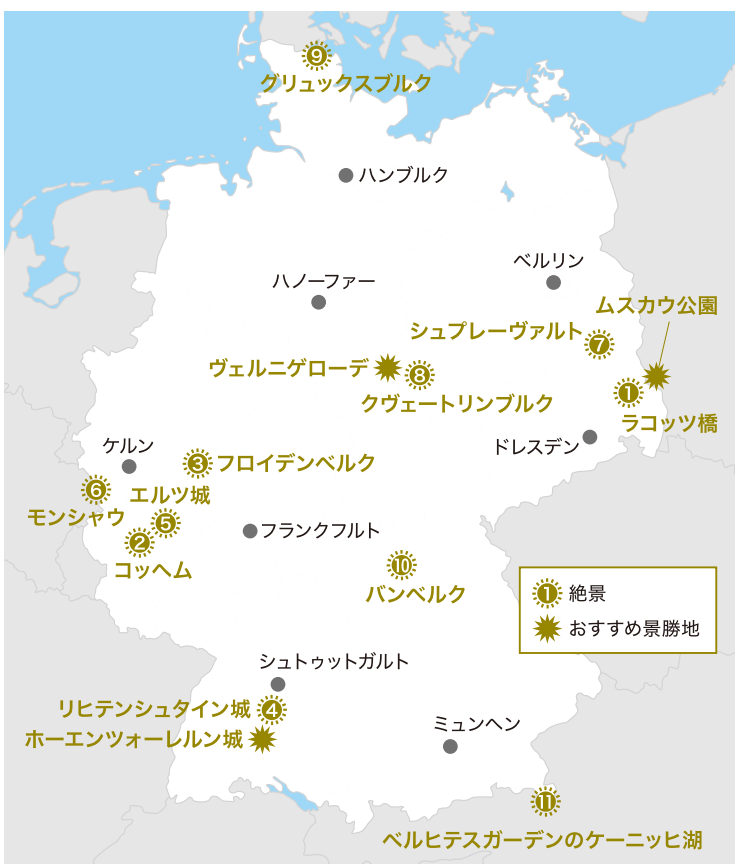 ⑨
グリュックスブルク
ハンブルク
ベルリン
ハノーファー
ムスカウ公園
シュプレーヴァルト
⑦
ヴェルニゲローデ
⑧
①
クヴェートリンブルク
ラコッツ橋
ケルン
ドレスデン
③ フロイデンベルク
⑥
エルツ城
モンシャウ
⑤
②
フランクフルト
コッヘム
⑩
バンベルク
① 絶景
おすすめ景勝地
シュトゥットガルト
リヒテンシュタイン城 ④
ホーエンツォーレルン城
ミュンヘン
⑪
ベルヒテスガーデンのケーニッヒ湖